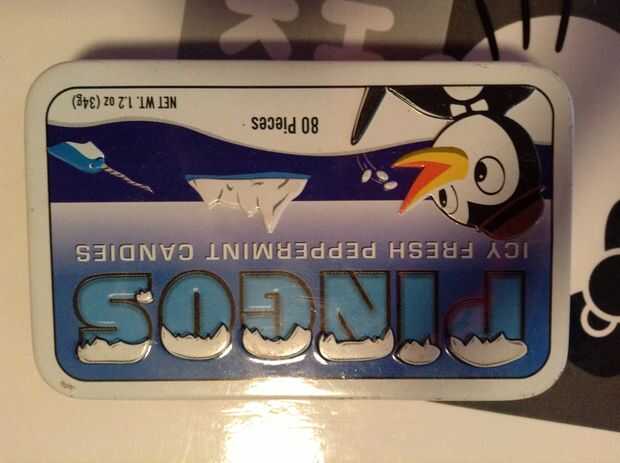 PINGOS
ICY FRESH PEPPERMINT CANDIES
80 Pieces
NET WT. 1.2 oz (34g)